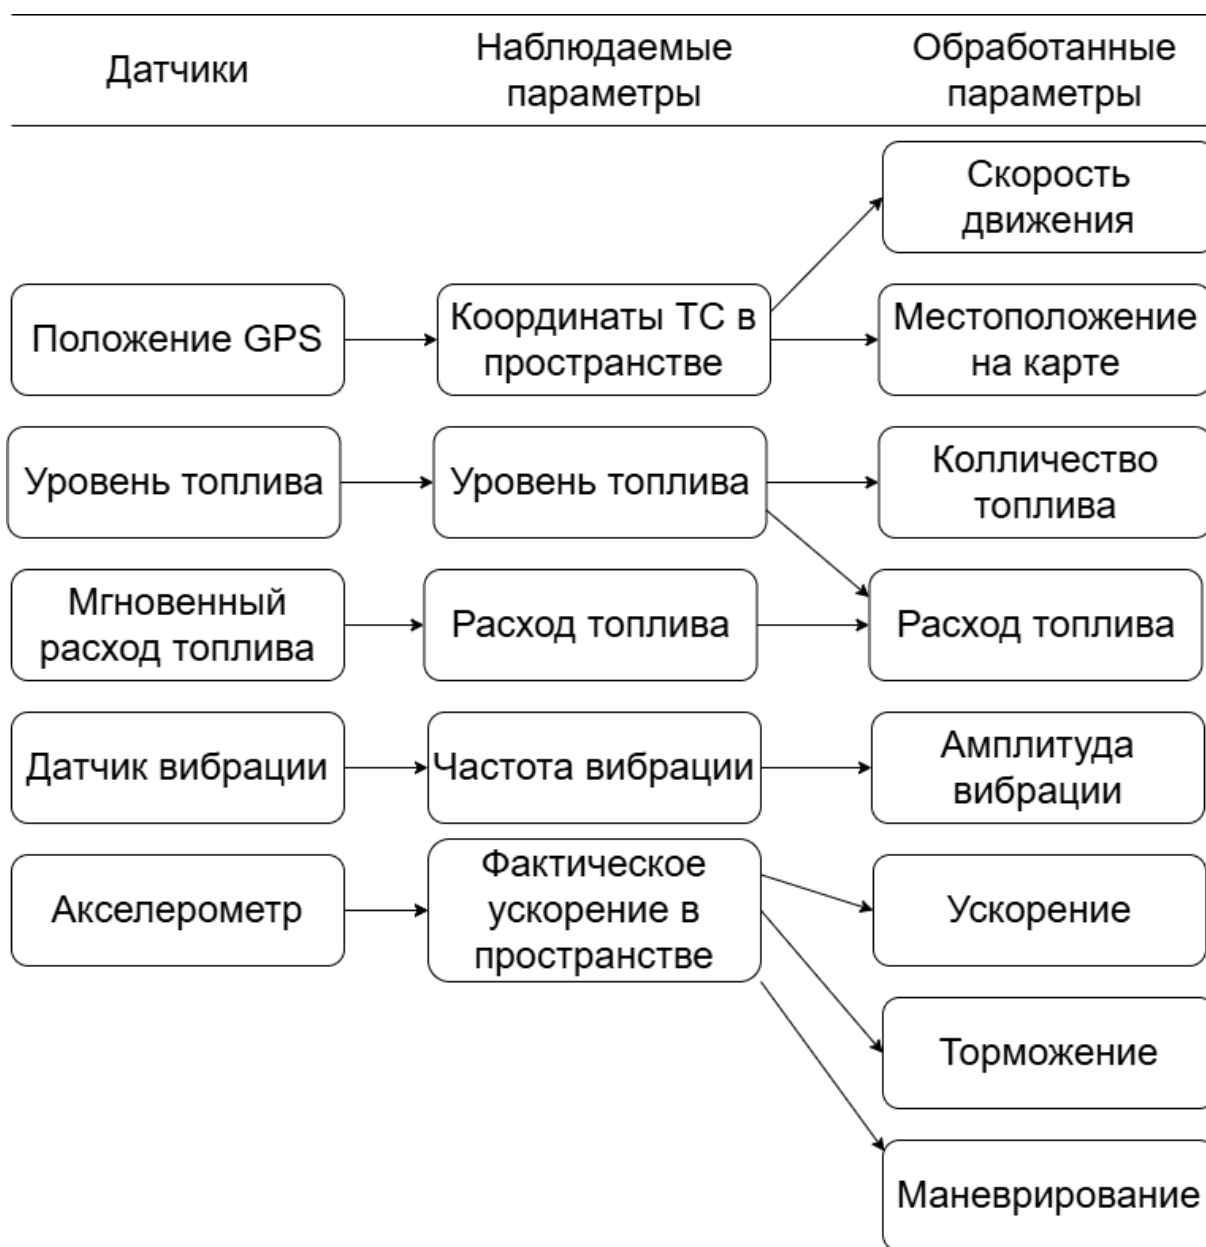 Датчики
Наблюдаемые
параметры
Обработанные
параметры
Скорость
движения
Положение GPS
Координаты ТС в
пространстве
Местоположение
на карте
Уровень топлива
Уровень топлива
Колличество
топлива
Мгновенный
расход топлива
Расход топлива
Расход топлива
Датчик вибрации
Частота вибрации
Амплитуда
вибрации
Акселерометр
Фактическое
ускорение в
пространстве
Ускорение
Торможение
Маневрирование